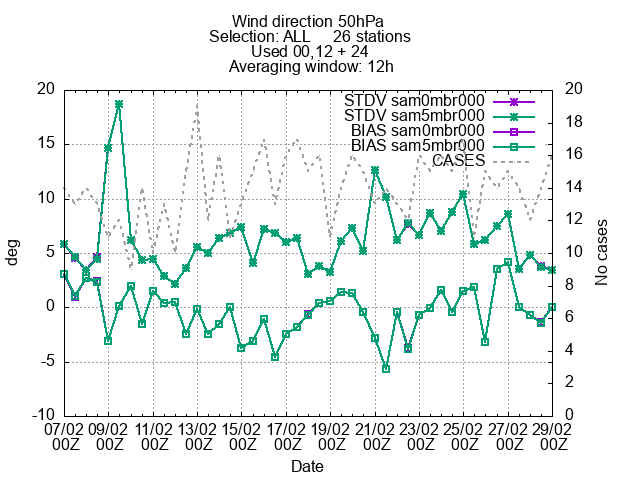 Wind direction 50hPa
Selection: ALL 26 stations
Used 00,12 + 24
Averaging window: 12h
STDV sam0mbr000
STDV sam5mbr000
BIAS sam0mbr000
BIAS sam5mbr000
CASES
20
15
10
5
0
-5
-10
deg
20
18
16
14
12
10
8
6
4
2
0
No cases
07/02 09/02 11/02 13/02 15/02 17/02 19/02 21/02 23/02 25/02 27/02 29/02
00Z 00Z 00Z 00Z 00Z 00Z 00Z 00Z 00Z 00Z 00Z 00Z
Date